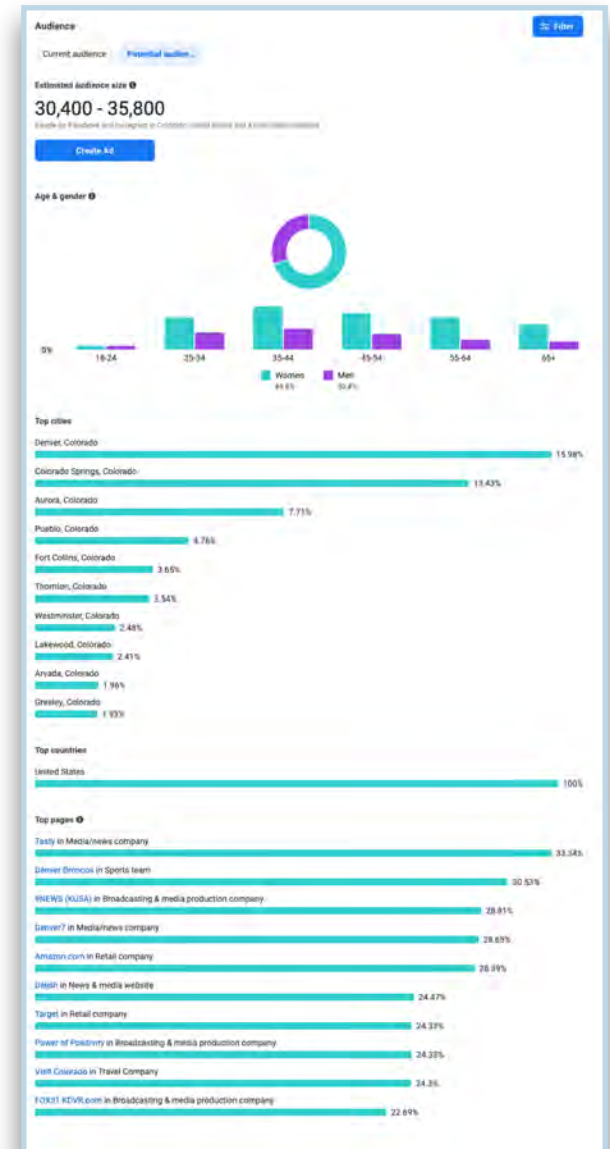 Audience
Filter
Current audience Potential audien...
Estimated audience size
30,400 - 35,800
Create Ad
Age & gender
0%
18-24 25-34 35-44 45-54 55-64 65+
Women Men
Top cities
Denver, Colorado
15.98%
Colorado Springs, Colorado
13.43%
Aurora, Colorado
7.71%
Pueblo, Colorado
4.76%
Fort Collins, Colorado
3.65%
Thornton, Colorado
3.54%
Westminster, Colorado
2.48%
Lakewood, Colorado
2.41%
Arvada, Colorado
1.96%
Greeley, Colorado
1.93%
Top countries
United States
100%
Top pages
Tasty in Media/news company
Denver Broncos in Sports team
30.53%
9NEWS (KUSA) in Broadcasting & media production company
28.81%
Denver7 in Media/news company
28.69%
Amazon.com in Retail company
28.39%
Delish in News & media website
24.47%
Target in Retail company
24.33%
Power of Positivity in Broadcasting & media production company
24.33%
Visit Colorado in Travel Company
24.3%
FOX31 KDVR.com in Broadcasting & media production company
22.69%